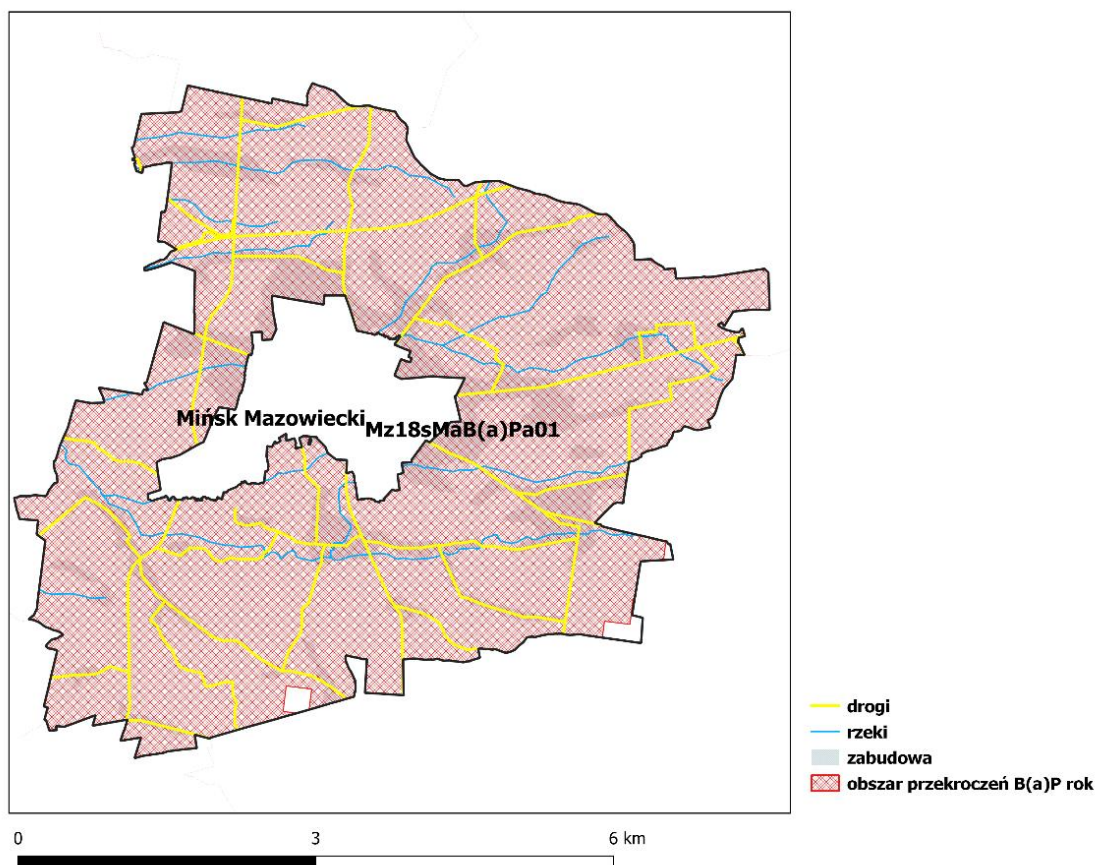 Mińsk Mazowiecki
Mz18sMaB(a)Pa01
drogi
rzeki
zabudowa
obszar przekroczeń B(a)P rok
0 3 6 km